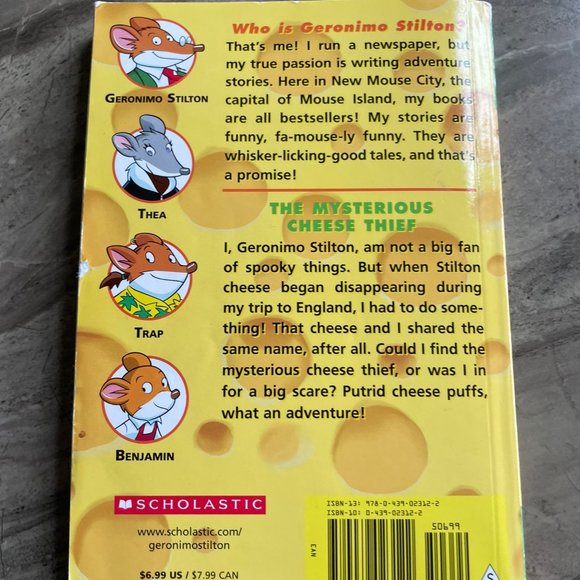 Who is Geronimo Stilton?
That's me! I run a newspaper, but
my true passion is writing adventure
stories. Here in New Mouse City, the
capital of Mouse Island, my books
are all bestsellers! My stories are
funny, fa-mouse-ly funny. They are
whisker-licking-good tales, and that's
a promise!
GERONIMO STILTON
THEA
TRAP
BENJAMIN
THE MYSTERIOUS
CHEESE THIEF
I, Geronimo Stilton, am not a big fan
of spooky things. But when Stilton
cheese began disappearing during
my trip to England, I had to do some-
thing! That cheese and I shared the
same name, after all. Could I find the
mysterious cheese thief, or was I in
for a big scare? Putrid cheese puffs,
what an adventure!
SCHOLASTIC
www.scholastic.com/
geronimostilton
$6.99 US / $7.99 CAN
ISBN-13: 978-0-439-02312-2
ISBN-10: 0-439-02312-2
50699
EAN
S